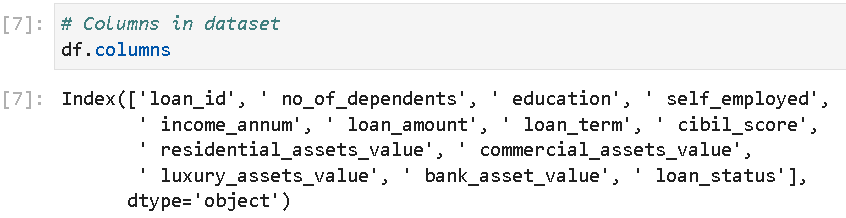 [7]: # Columns in dataset
df.columns
[7]: Index(['loan_id', ' no_of_dependents', ' education', ' self_employed',
' income_annum', ' loan_amount', ' loan_term', ' cibil_score',
' residential_assets_value', ' commercial_assets_value',
' luxury_assets_value', ' bank_asset_value', ' loan_status'],
dtype='object')